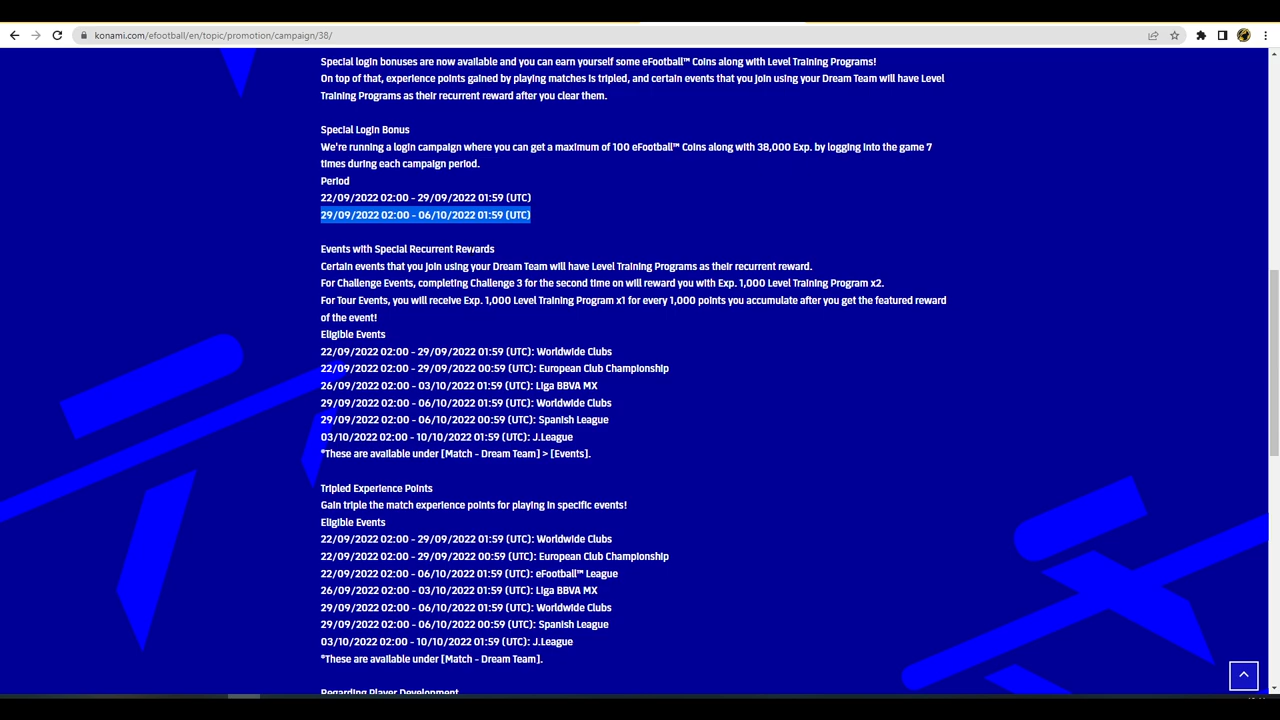 konami.com/efootball/en/topic/promotion/campaign/38/
Special login bonuses are now available and you can earn yourself some eFootball™ Coins along with Level Training Programs!
On top of that, experience points gained by playing matches is tripled, and certain events that you join using your Dream Team will have Level
Training Programs as their recurrent reward after you clear them.
Special Login Bonus
We're running a login campaign where you can get a maximum of 100 eFootball™ Coins along with 38,000 Exp. by logging into the game 7
times during each campaign period.
Period
22/09/2022 02:00 - 29/09/2022 01:59 (UTC)
29/09/2022 02:00 - 06/10/2022 01:59 (UTC)
Events with Special Recurrent Rewards
Certain events that you join using your Dream Team will have Level Training Programs as their recurrent reward.
For Challenge Events, completing Challenge 3 for the second time on will reward you with Exp. 1,000 Level Training Program x2.
For Tour Events, you will receive Exp. 1,000 Level Training Program x1 for every 1,000 points you accumulate after you get the featured reward
of the event!
Eligible Events
22/09/2022 02:00 - 29/09/2022 01:59 (UTC): Worldwide Clubs
22/09/2022 02:00 - 29/09/2022 00:59 (UTC): European Club Championship
26/09/2022 02:00 - 03/10/2022 01:59 (UTC): Liga BBVA MX
29/09/2022 02:00 - 06/10/2022 01:59 (UTC): Worldwide Clubs
29/09/2022 02:00 - 06/10/2022 00:59 (UTC): Spanish League
03/10/2022 02:00 - 10/10/2022 01:59 (UTC): J.League
*These are available under [Match - Dream Team] > [Events].
Tripled Experience Points
Gain triple the match experience points for playing in specific events!
Eligible Events
22/09/2022 02:00 - 29/09/2022 01:59 (UTC): Worldwide Clubs
22/09/2022 02:00 - 29/09/2022 00:59 (UTC): European Club Championship
22/09/2022 02:00 - 06/10/2022 01:59 (UTC): eFootball™ League
26/09/2022 02:00 - 03/10/2022 01:59 (UTC): Liga BBVA MX
29/09/2022 02:00 - 06/10/2022 01:59 (UTC): Worldwide Clubs
29/09/2022 02:00 - 06/10/2022 00:59 (UTC): Spanish League
03/10/2022 02:00 - 10/10/2022 01:59 (UTC): J.League
*These are available under [Match - Dream Team].
Regarding Player Development